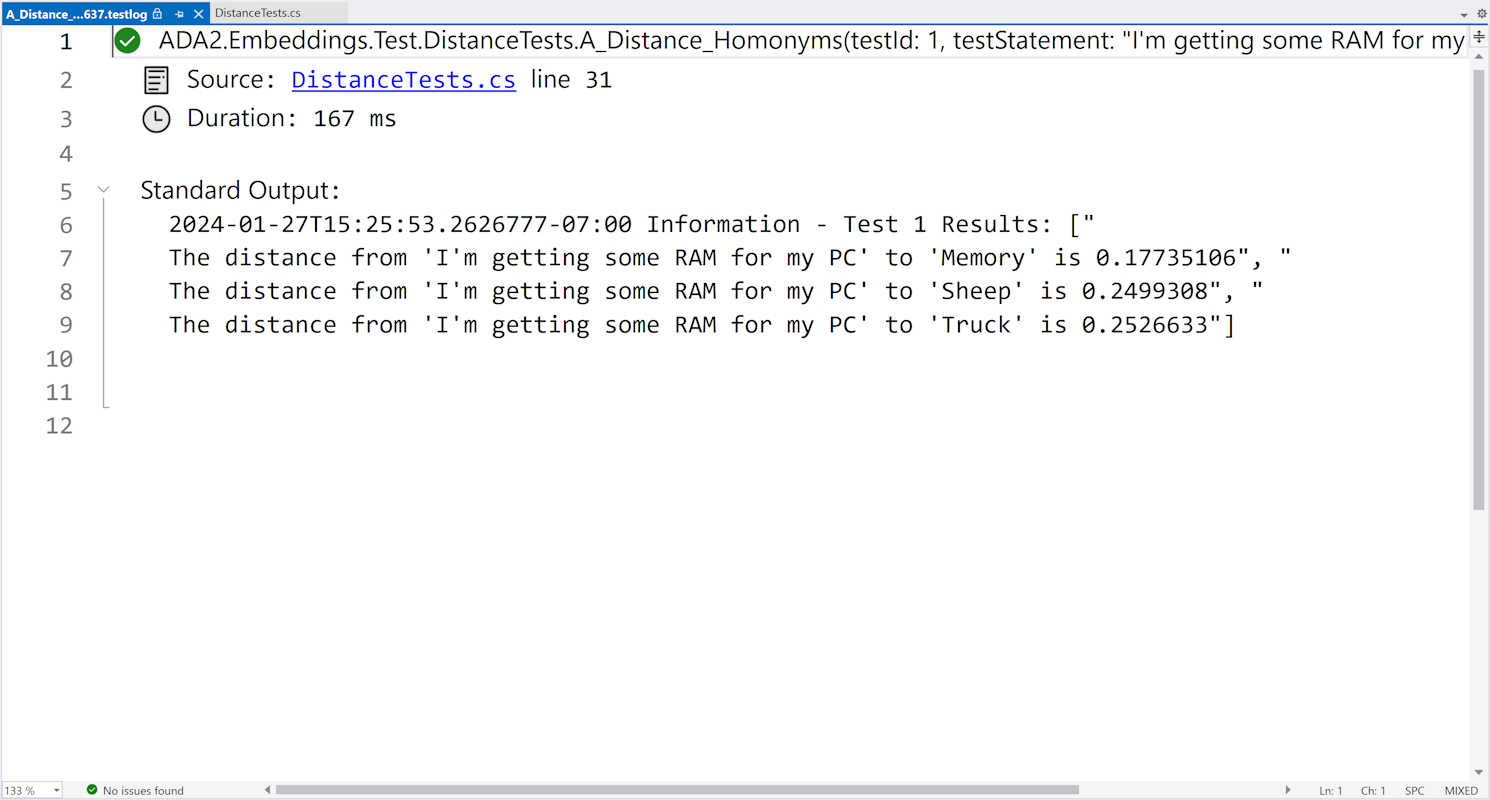 A_Distance_...637.testlog DistanceTests.cs
1 ADA2.Embeddings.Test.DistanceTests.A_Distance_Homonyms(testId: 1, testStatement: "I'm getting some RAM for my
2 Source: DistanceTests.cs line 31
3 Duration: 167 ms
4
5 Standard Output:
6 2024-01-27T15:25:53.2626777-07:00 Information - Test 1 Results: ["
7 The distance from 'I'm getting some RAM for my PC' to 'Memory' is 0.17735106", "
8 The distance from 'I'm getting some RAM for my PC' to 'Sheep' is 0.2499308", "
9 The distance from 'I'm getting some RAM for my PC' to 'Truck' is 0.2526633"]
10
11
12
133 % No issues found Ln: 1 Ch: 1 SPC MIXED